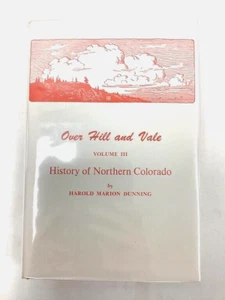 Over Hill and Vale
VOLUME III
History of Northern Colorado
by
HAROLD MARION DUNNING